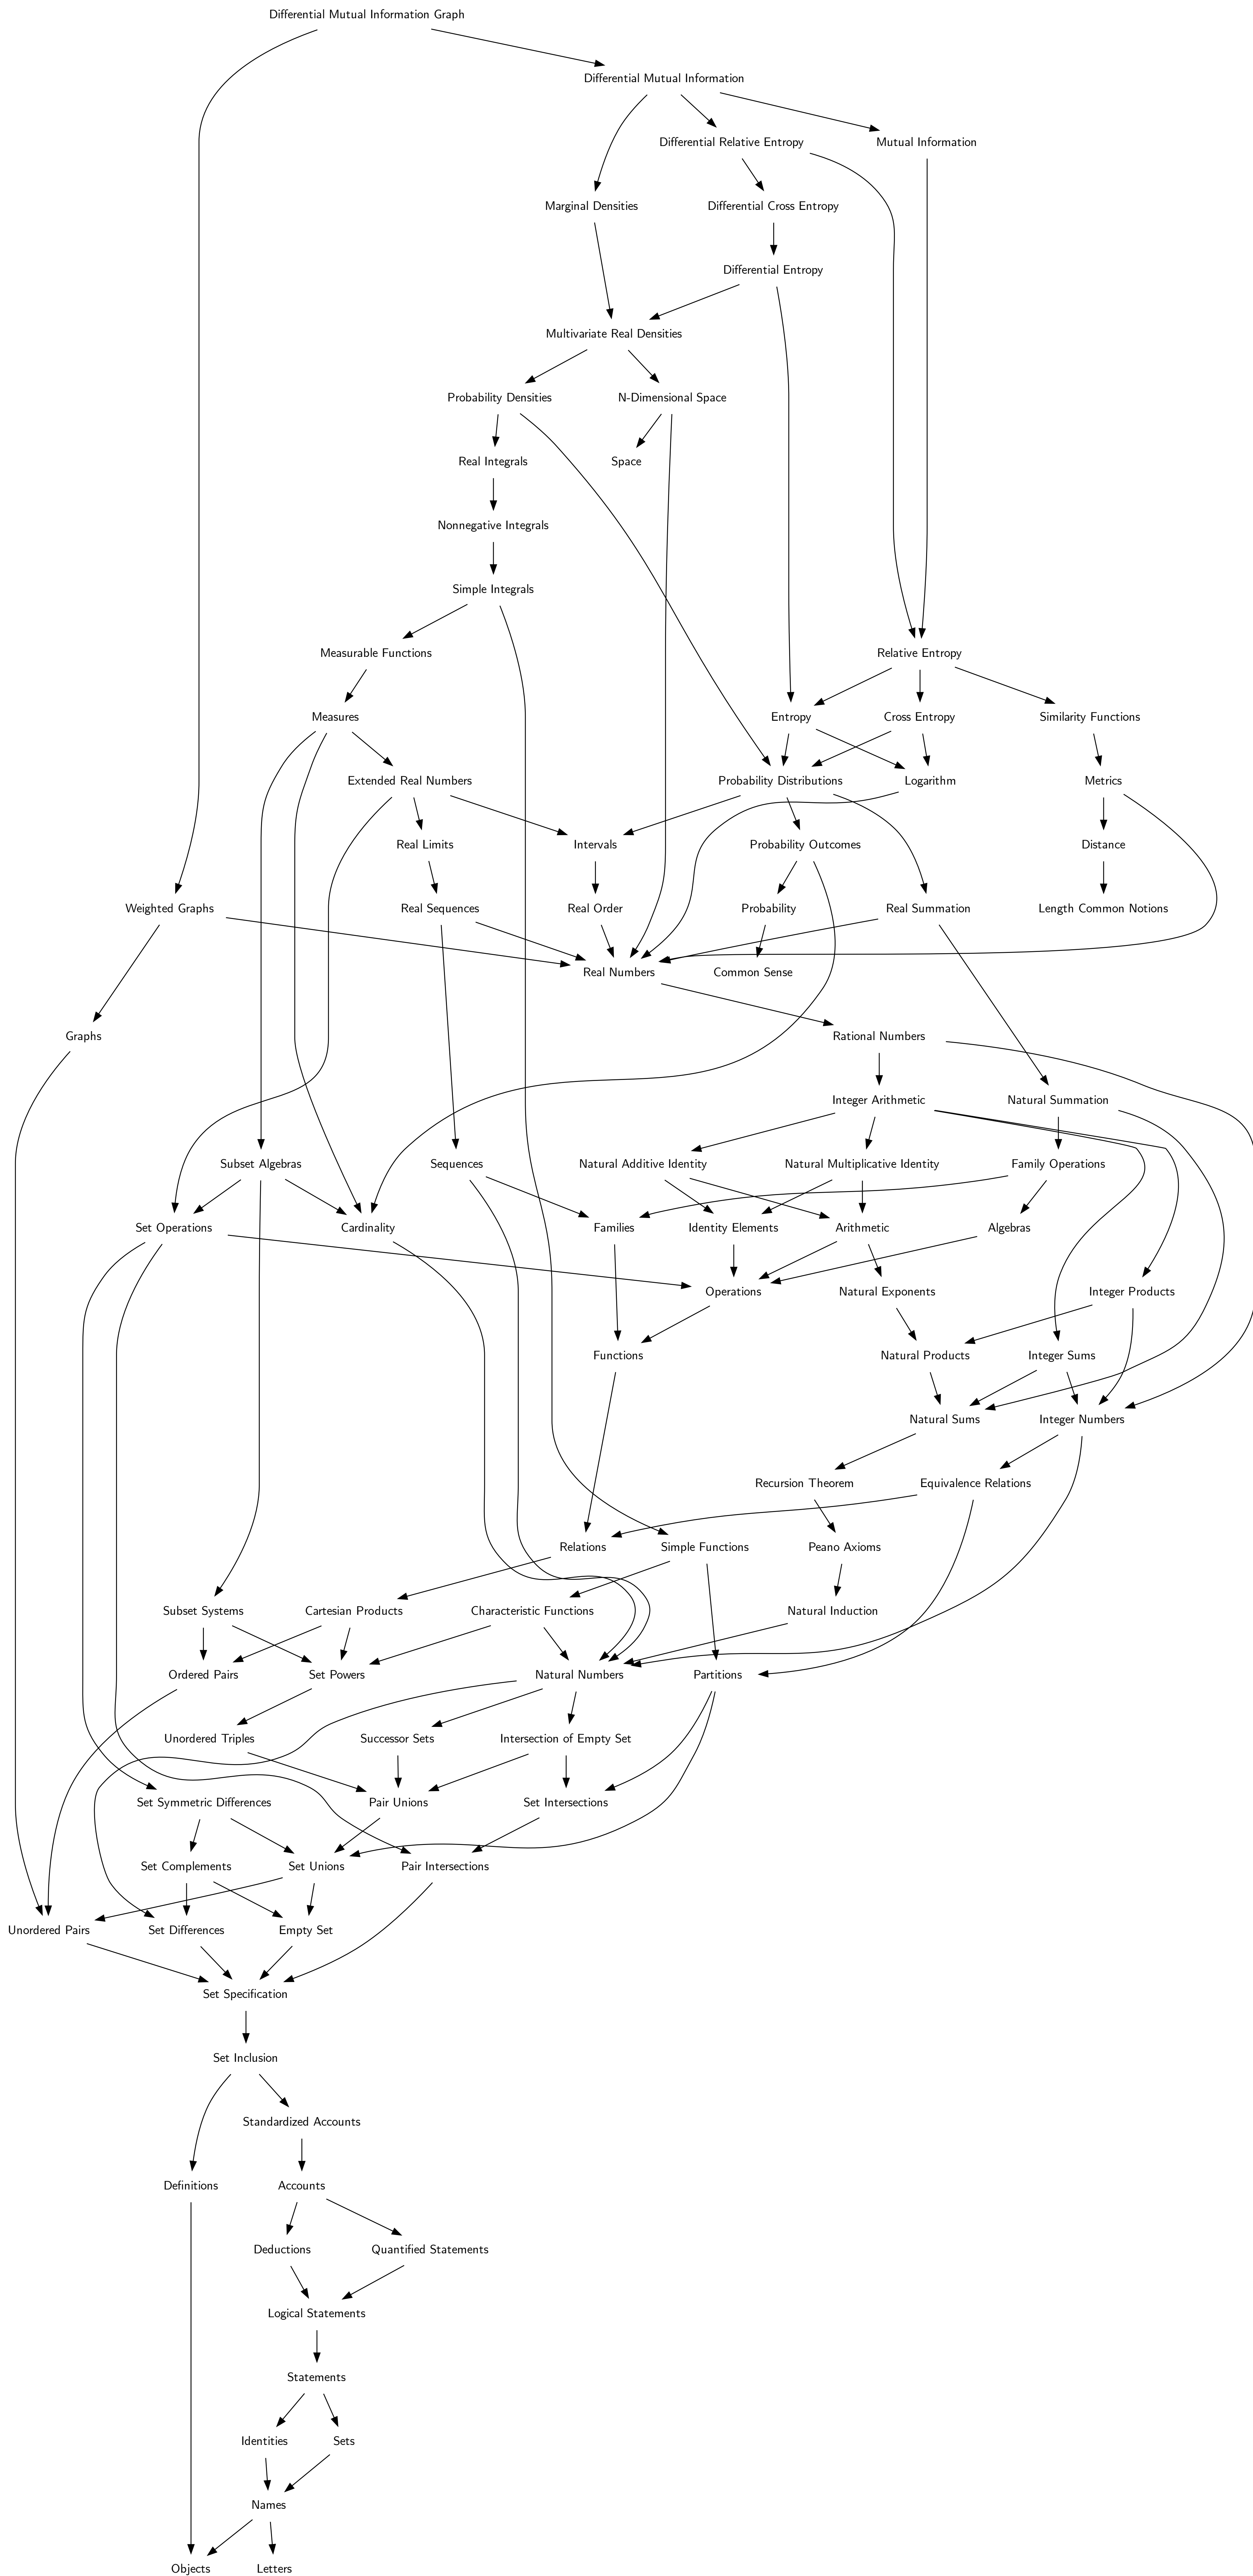 Differential Mutual Information Graph
Differential Mutual Information
Differential Relative Entropy
Mutual Information
Marginal Densities
Differential Cross Entropy
Differential Entropy
Multivariate Real Densities
Probability Densities
N-Dimensional Space
Real Integrals
Space
Nonnegative Integrals
Simple Integrals
Measurable Functions
Relative Entropy
Measures
Entropy
Cross Entropy
Similarity Functions
Extended Real Numbers
Probability Distributions
Logarithm
Metrics
Real Limits
Intervals
Probability Outcomes
Distance
Weighted Graphs
Real Sequences
Real Order
Probability
Real Summation
Length Common Notions
Real Numbers
Common Sense
Graphs
Rational Numbers
Integer Arithmetic
Natural Summation
Subset Algebras
Sequences
Natural Additive Identity
Natural Multiplicative Identity
Family Operations
Set Operations
Cardinality
Families
Identity Elements
Arithmetic
Algebras
Operations
Natural Exponents
Integer Products
Functions
Natural Products
Integer Sums
Natural Sums
Integer Numbers
Recursion Theorem
Equivalence Relations
Relations
Simple Functions
Peano Axioms
Subset Systems
Cartesian Products
Characteristic Functions
Natural Induction
Ordered Pairs
Set Powers
Natural Numbers
Partitions
Unordered Triples
Successor Sets
Intersection of Empty Set
Set Symmetric Differences
Pair Unions
Set Intersections
Set Complements
Set Unions
Pair Intersections
Unordered Pairs
Set Differences
Empty Set
Set Specification
Set Inclusion
Standardized Accounts
Definitions
Accounts
Deductions
Quantified Statements
Logical Statements
Statements
Identities
Sets
Names
Objects
Letters